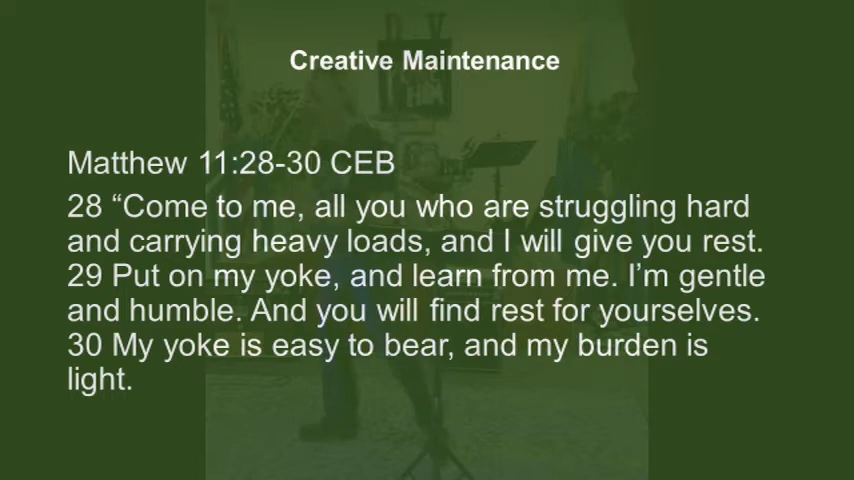 Creative Maintenance
Matthew 11:28-30 CEB
28 “Come to me, all you who are struggling hard
and carrying heavy loads, and I will give you rest.
29 Put on my yoke, and learn from me. I’m gentle
and humble. And you will find rest for yourselves.
30 My yoke is easy to bear, and my burden is
light.